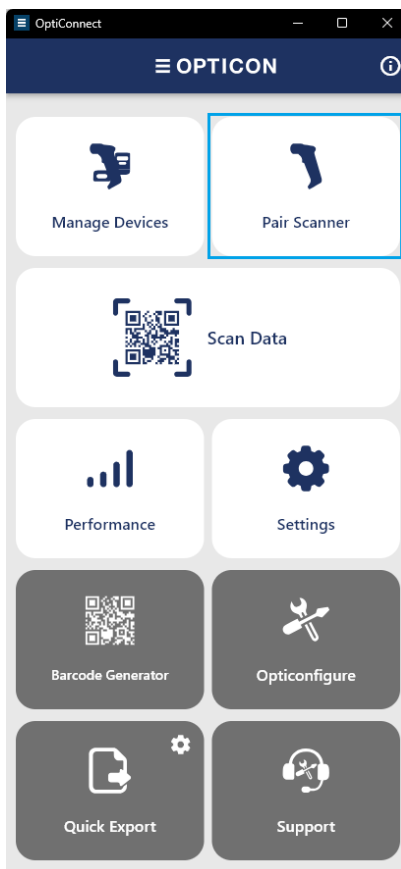 OptiConnect
OPTICON
Manage Devices
Pair Scanner
Scan Data
Performance
Settings
Barcode Generator
Opticonfigure
Quick Export
Support